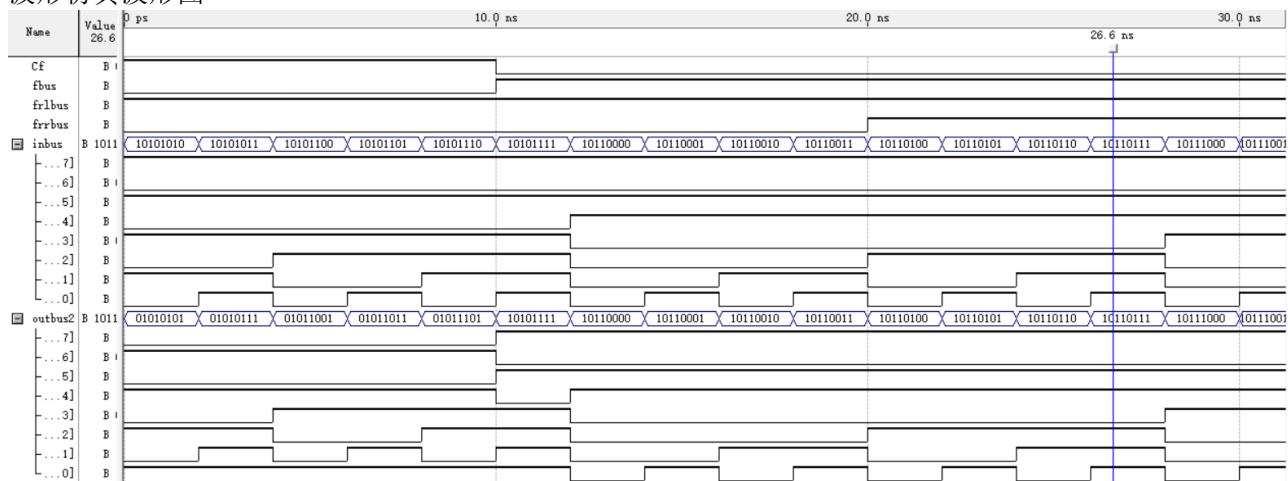 0 ps 10.0 ns 20.0 ns 30.0 ns
Name Value
26.6
26.6 ns
Cf B
fbus B
frlbus B
frrbus B
inbus B 1011 10101010 10101011 10101100 10101101 10101110 10101111 10110000 10110001 10110010 10110011 10110100 10110101 10110110 10110111 10111000 10111001
...7] B
...6] B
...5] B
...4] B
...3] B
...2] B
...1] B
...0] B
outbus2 B 1011 01010101 01010111 01011001 01011011 01011101 10101111 10110000 10110001 10110010 10110011 10110100 10110101 10110110 10110111 10111000 10111001
...7] B
...6] B
...5] B
...4] B
...3] B
...2] B
...1] B
...0] B